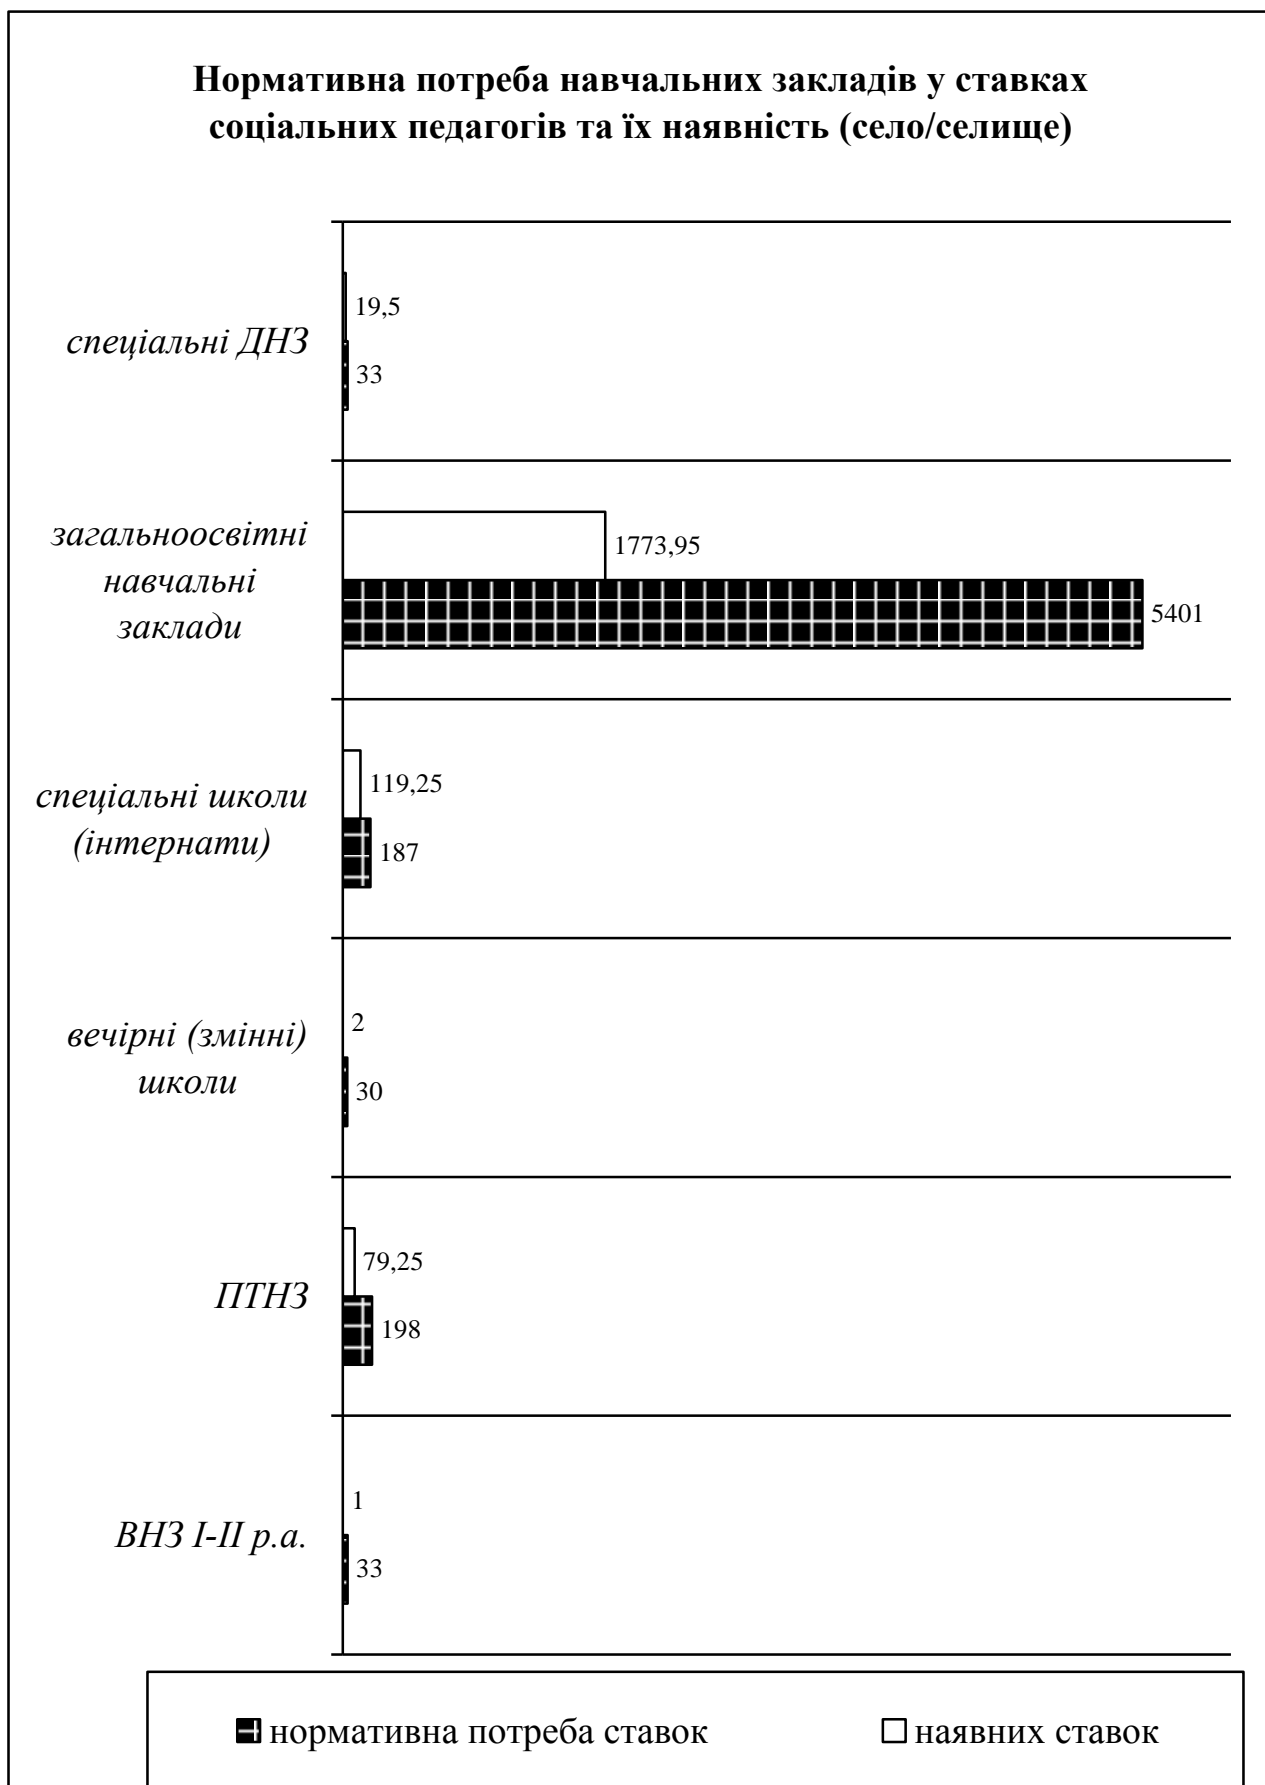 Нормативна потреба навчальних закладів у ставках
соціальних педагогів та їх наявність (село/селище)
спеціальні ДНЗ
19,5
33
загальноосвітні
навчальні
заклади
1773,95
5401
спеціальні школи
(інтернати)
119,25
187
вечірні (змінні)
школи
2
30
ПТНЗ
79,25
198
ВНЗ І-ІІ р.а.
1
33
нормативна потреба ставок
наявних ставок